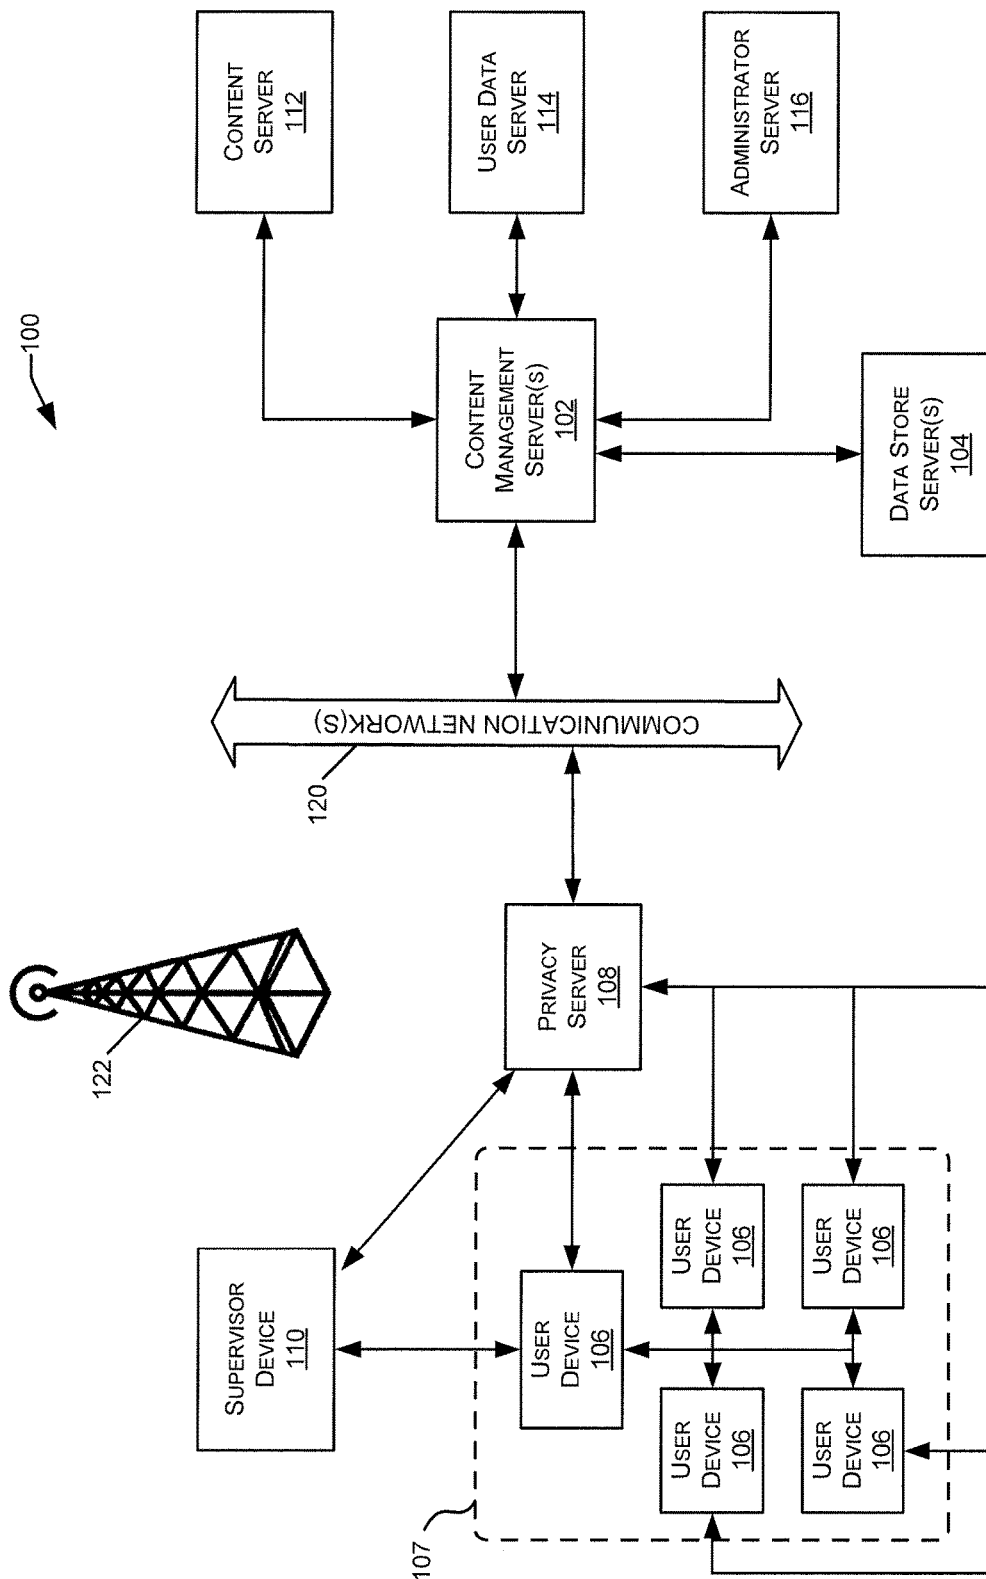 100
CONTENT
SERVER
112
USER DATA
SERVER
114
ADMINISTRATOR
SERVER
116
CONTENT
MANAGEMENT
SERVER(S)
102
DATA STORE
SERVER(S)
104
COMMUNICATION NETWORK(S)
120
122
PRIVACY
SERVER
108
SUPERVISOR
DEVICE
110
USER
DEVICE
106
USER
DEVICE
106
USER
DEVICE
106
USER
DEVICE
106
USER
DEVICE
106
107